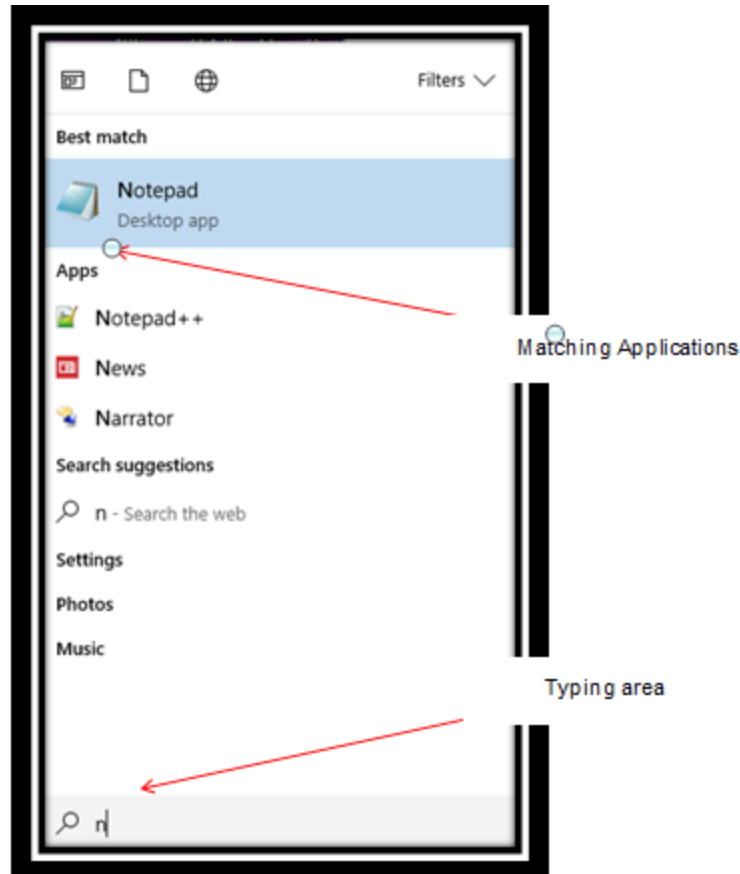 Filters
Best match
Notepad
Desktop app
Apps
Notepad++
Matching Applications
News
Narrator
Search suggestions
n - Search the web
Settings
Photos
Music
Typing area
n